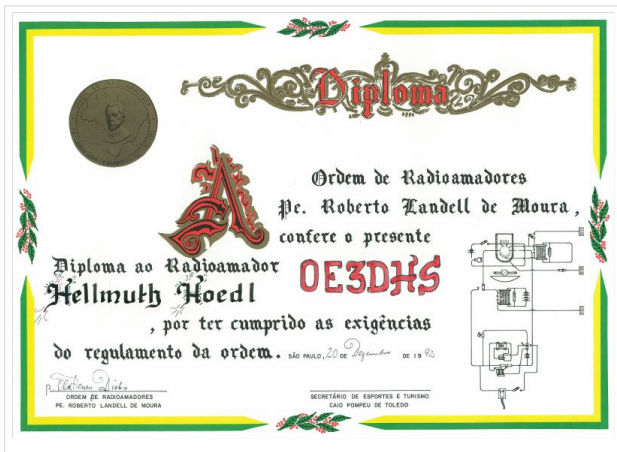 Diploma
A
Ordem de Radioamadores
Pe. Roberto Landell de Moura,
confere o presente
Diploma ao Radioamador OE3DHS
Hellmuth Hoedl
, por ter cumprido as exigências
do regulamento da ordem. SÃO PAULO, 20 DE Dezembro DE 1992
ORDEM DE RADIOAMADORES
PE. ROBERTO LANDELL DE MOURA
SECRETÁRIO DE ESPORTES E TURISMO
CAIO POMPEU DE TOLEDO